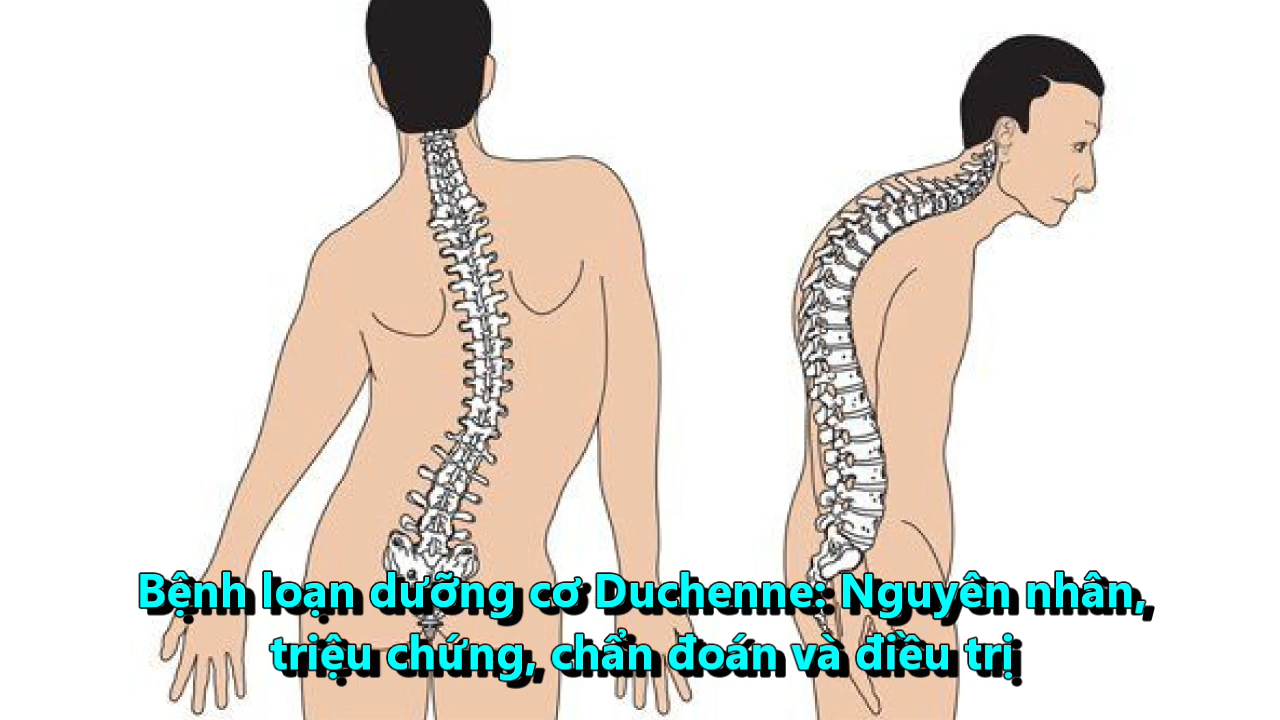 Bệnh loạn dưỡng cơ Duchenne: Nguyên nhân,
triệu chứng, chẩn đoán và điều trị